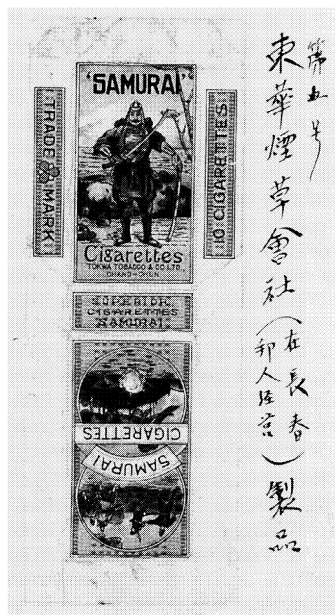 第五号
東華煙草會社（在長春邦人経営）製品
'SAMURAI'
Cigarettes
TOKWA TOBACCO & CO LTD.
CHANG-CHUN.
TRADE MARK
10 CIGARETTES
SUPERIOR
CIGARETTES
SAMURAI
CIGARETTES
SAMURAI